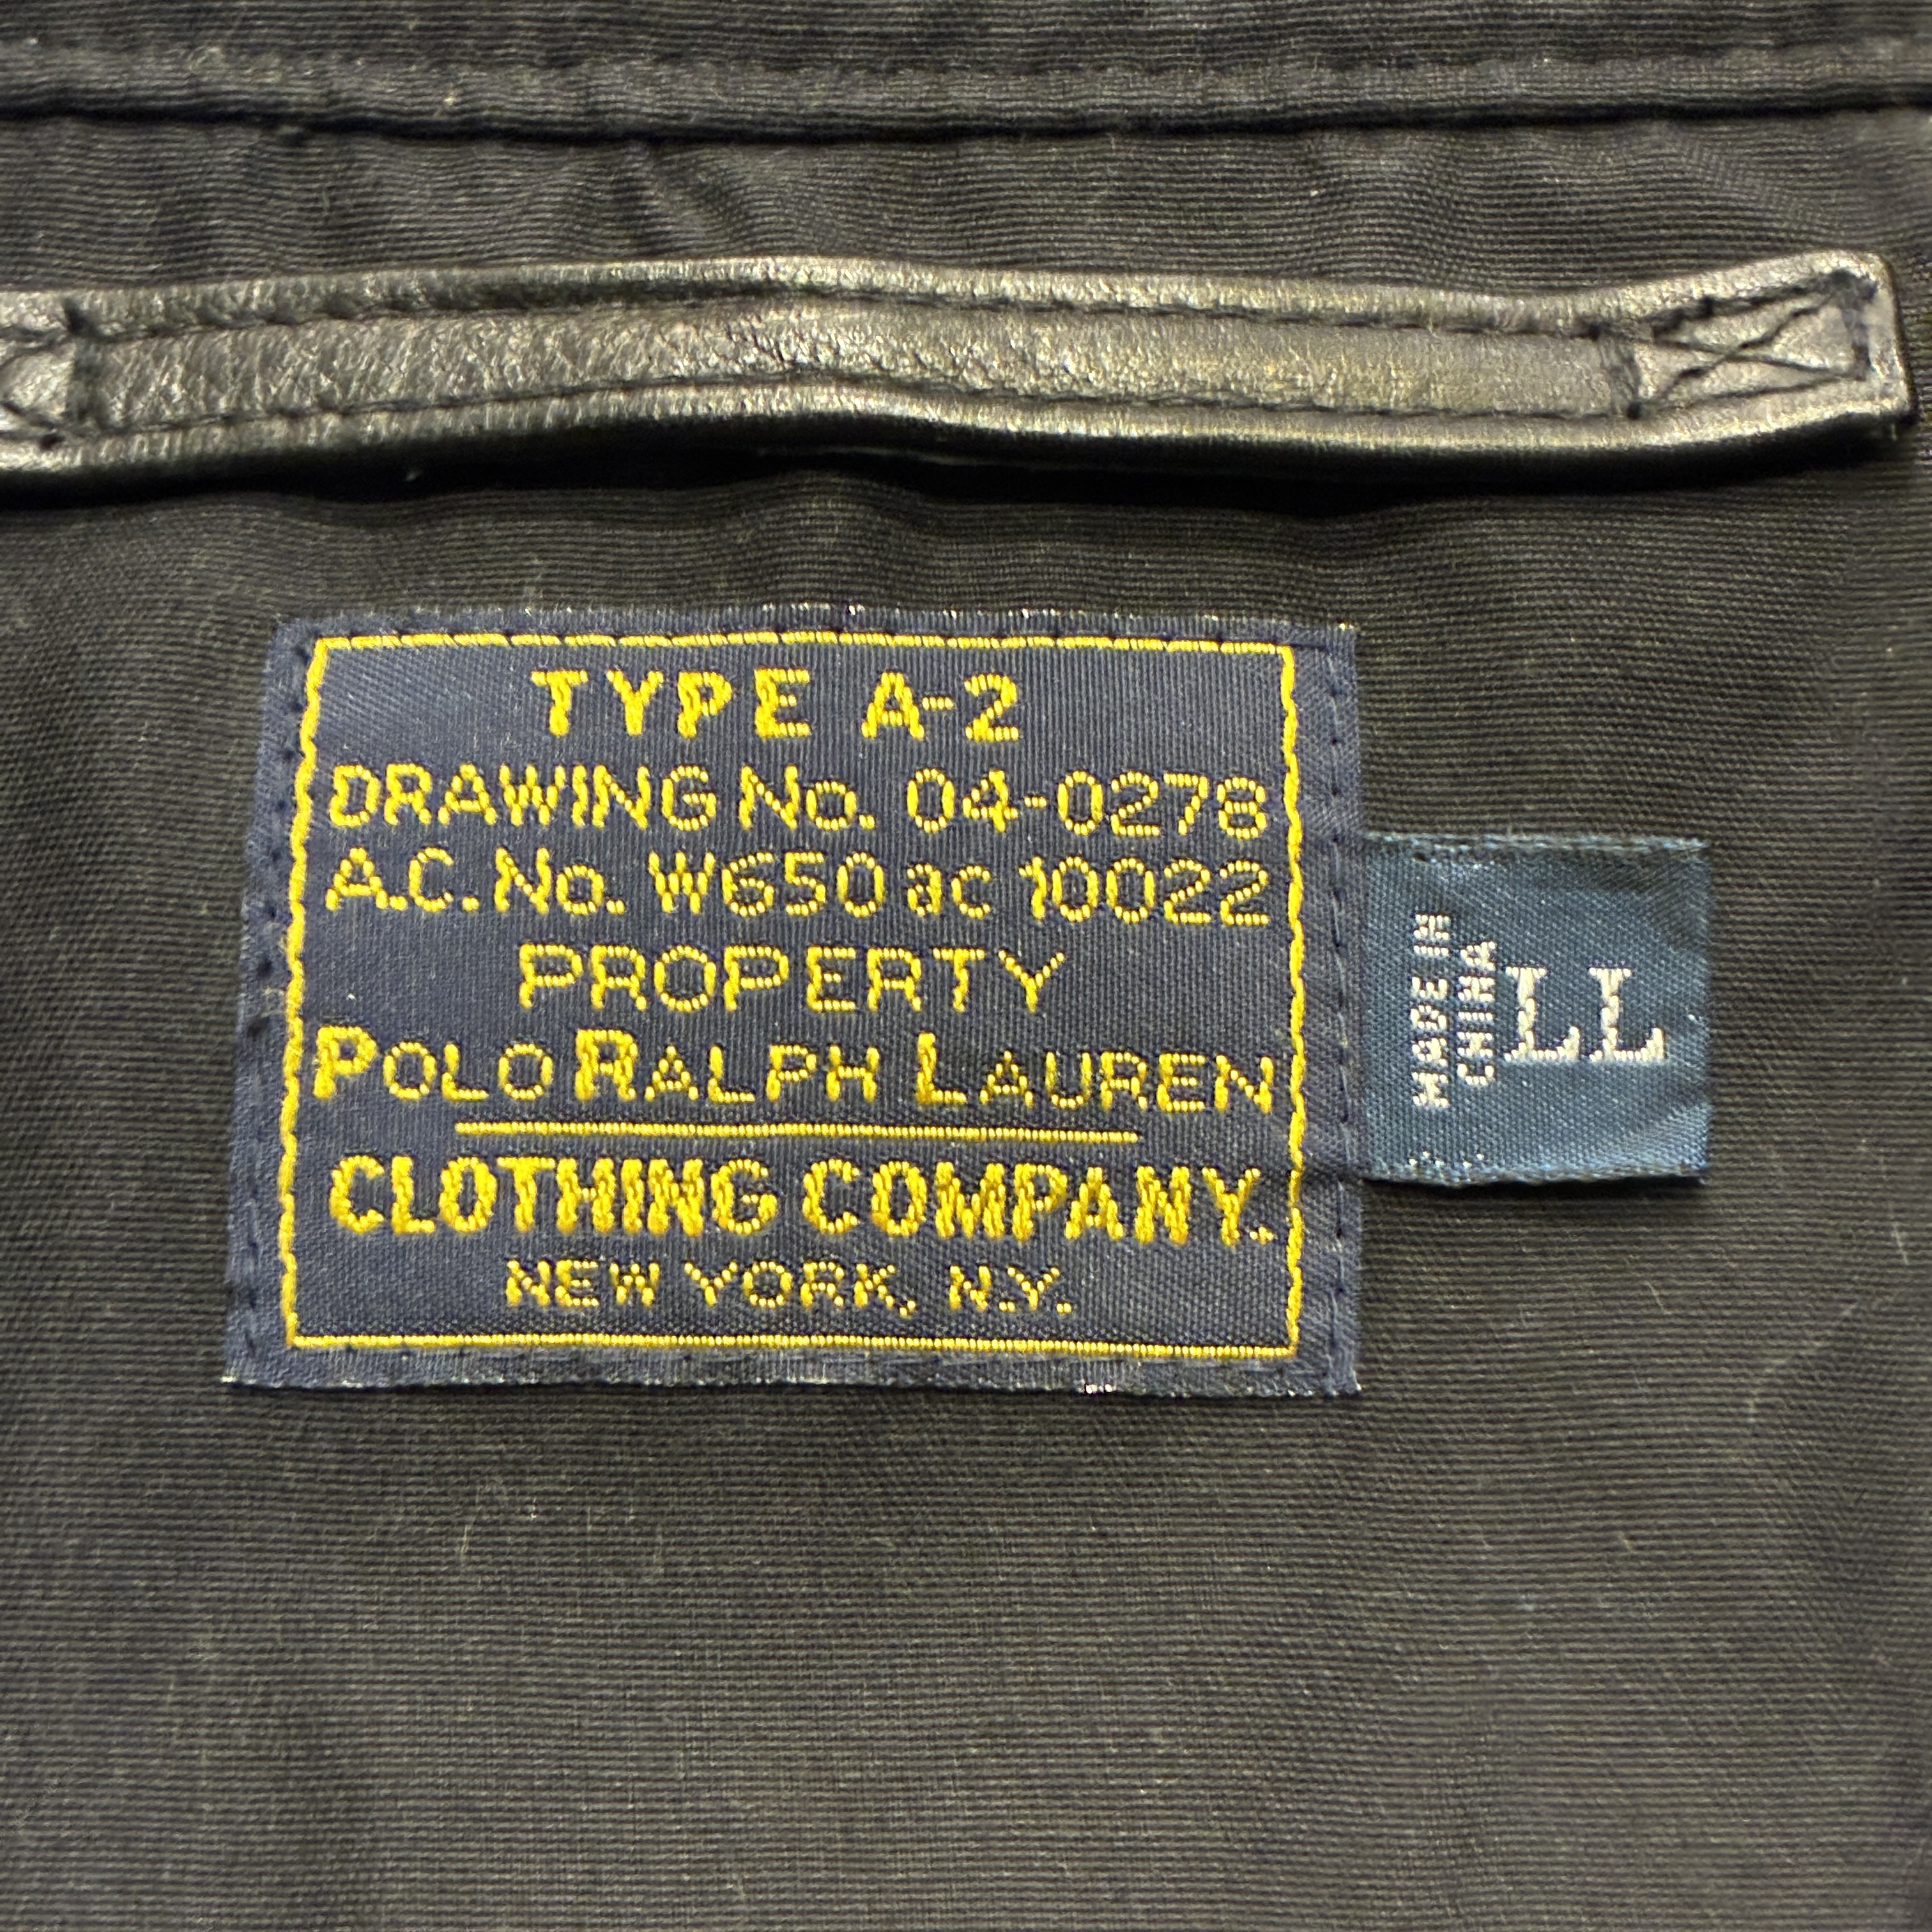 TYPE A-2
DRAWING No. 04-0278
A.C. No. W650 ac 10022
PROPERTY
POLO RALPH LAUREN
CLOTHING COMPANY.
NEW YORK, N.Y.
MADE IN
CHINA
LL